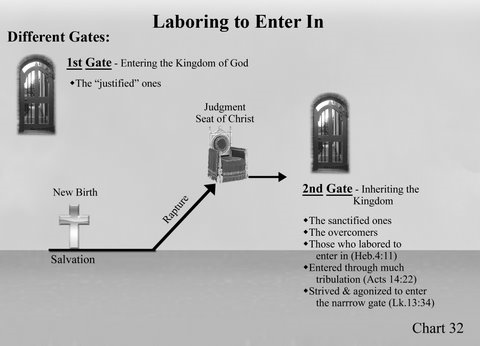 Laboring to Enter In
Different Gates:
1st Gate - Entering the Kingdom of God
◆The “justified” ones
Judgment
Seat of Christ
New Birth
Rapture
Salvation
2nd Gate - Inheriting the
Kingdom
◆The sanctified ones
◆The overcomers
◆Those who labored to
enter in (Heb.4:11)
◆Entered through much
tribulation (Acts 14:22)
◆Strived & agonized to enter
the narrrow gate (Lk.13:34)
Chart 32